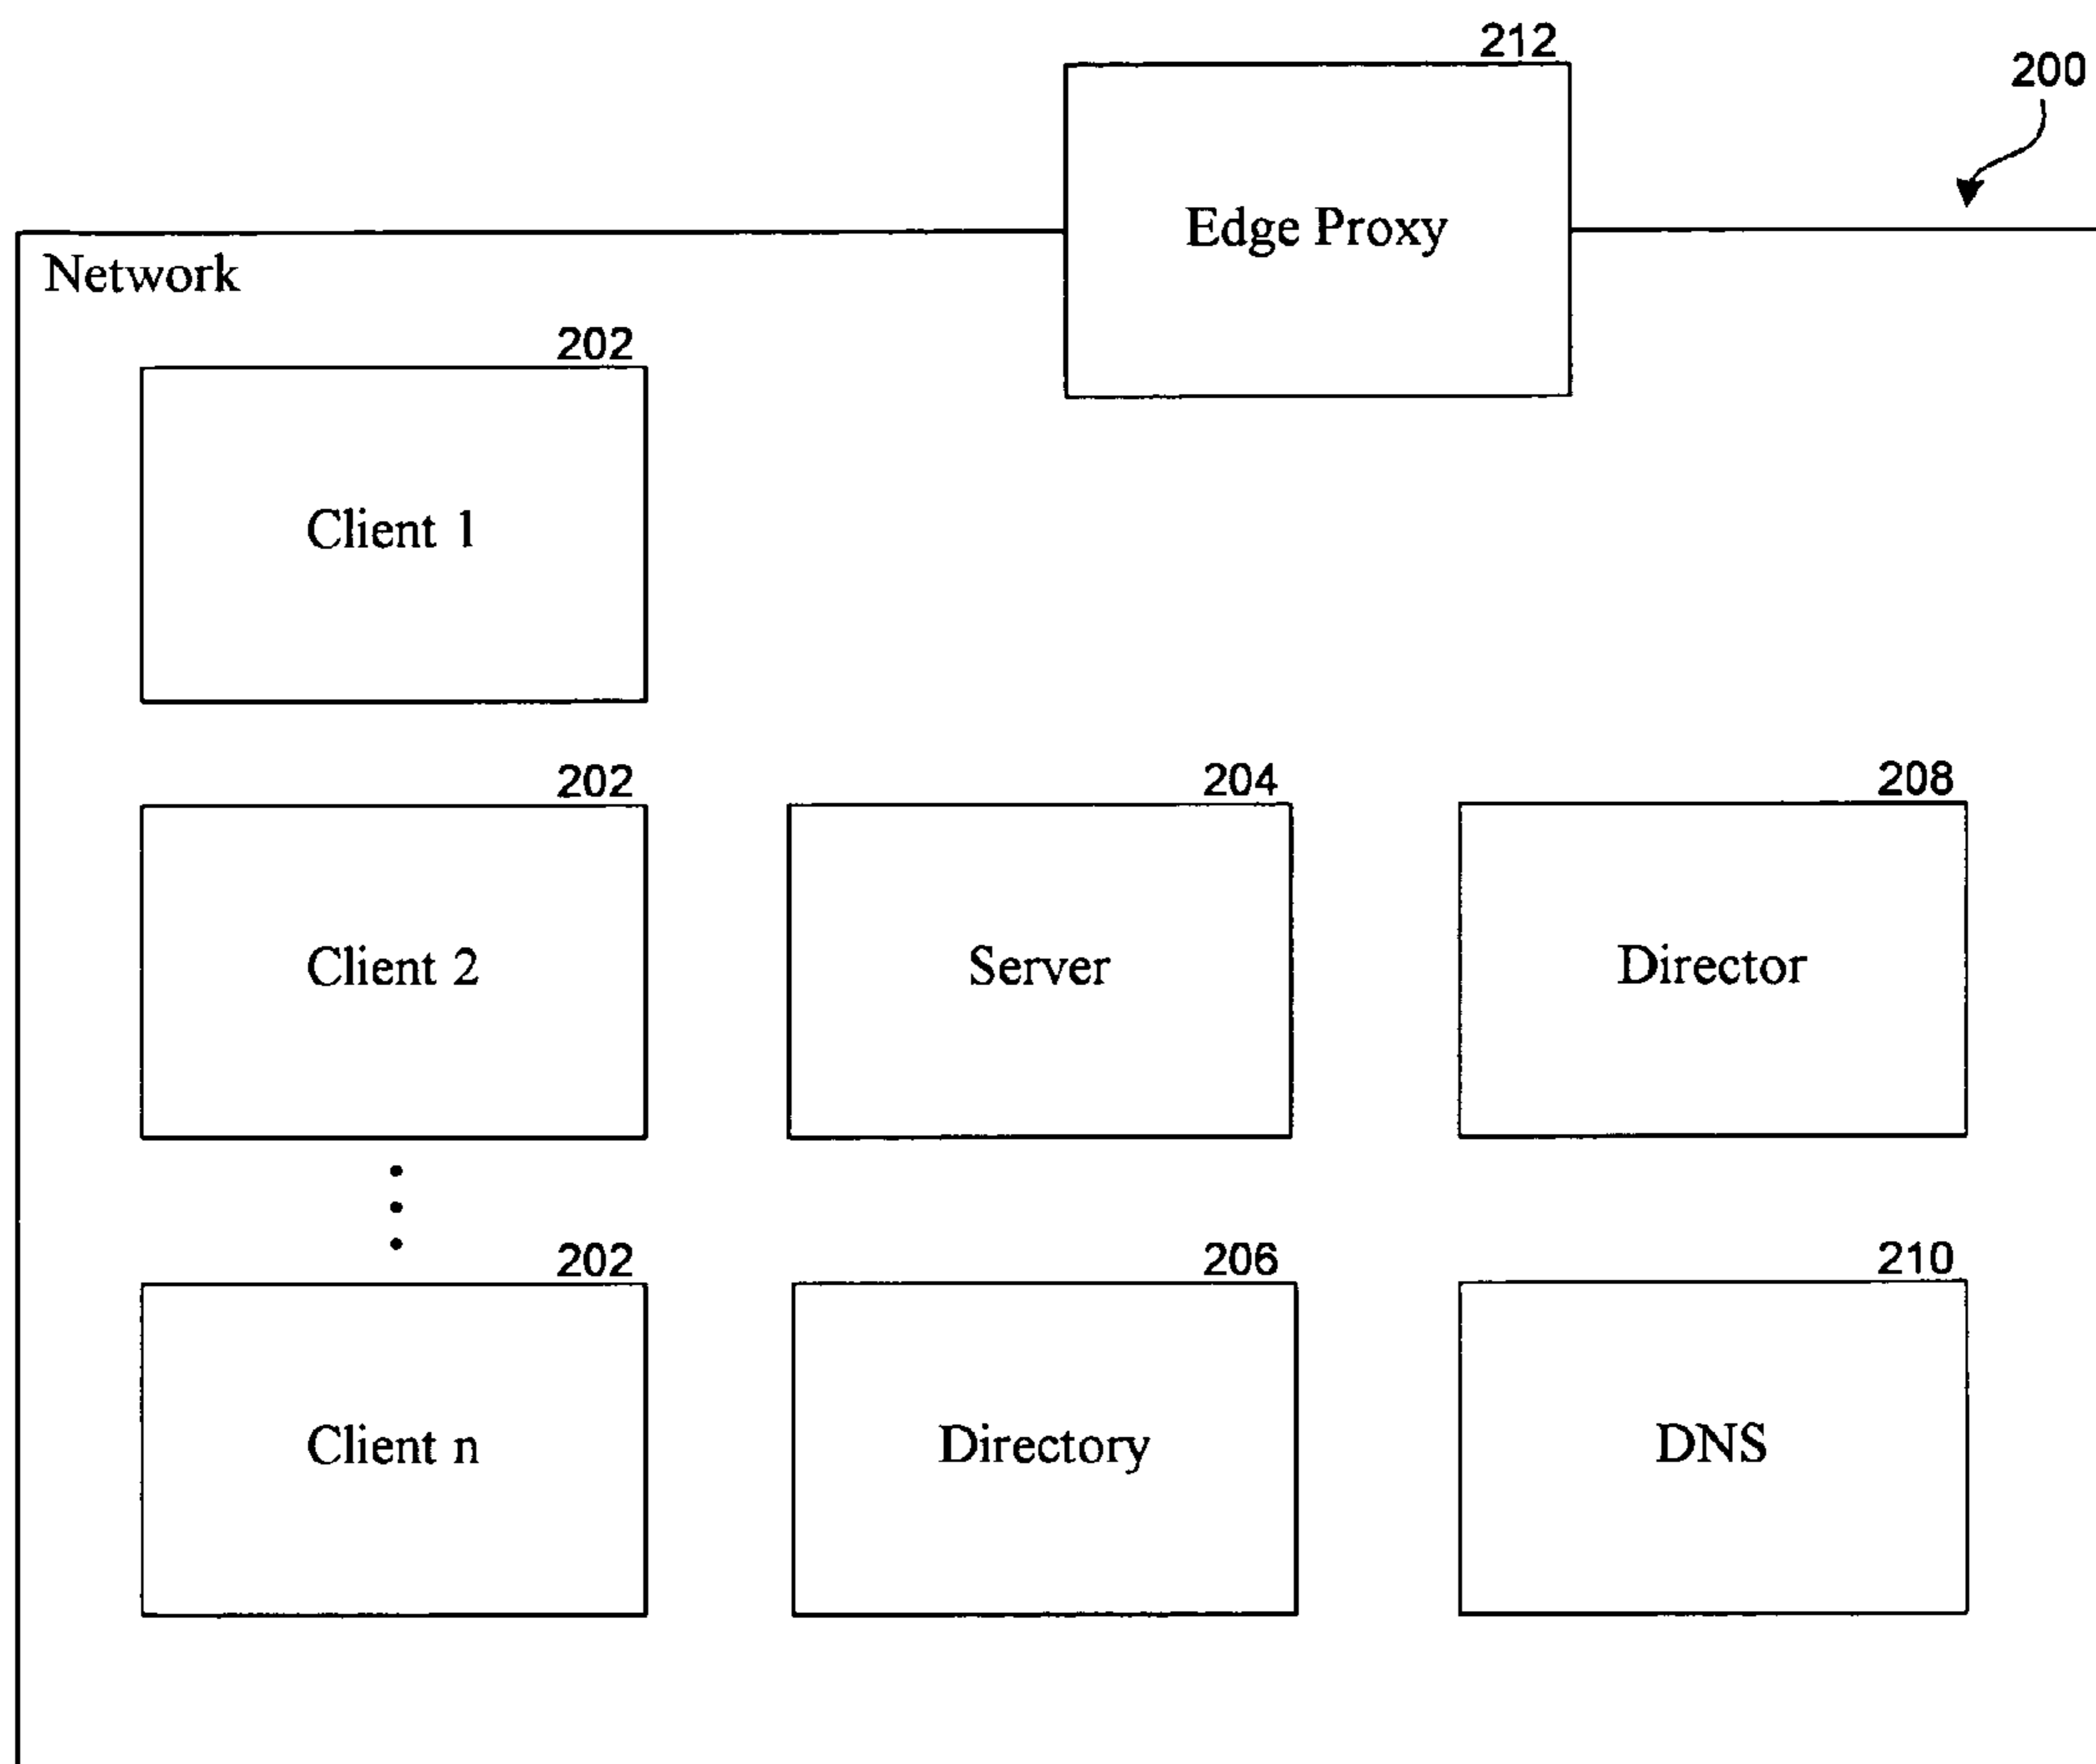 212
200
Edge Proxy
Network
202
Client 1
202
204
208
Client 2
Server
Director
202
206
210
Client n
Directory
DNS